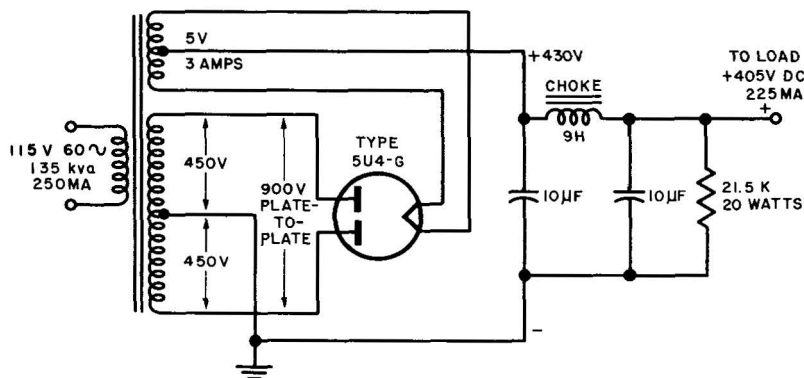 5V
3 AMPS
115 V 60∿
135 kva
250MA
450V
450V
900V
PLATE-
TO-
PLATE
TYPE
5U4-G
+430V
CHOKE
9H
TO LOAD
+405V DC
225MA
+
10µF
10µF
21.5 K
20 WATTS
-